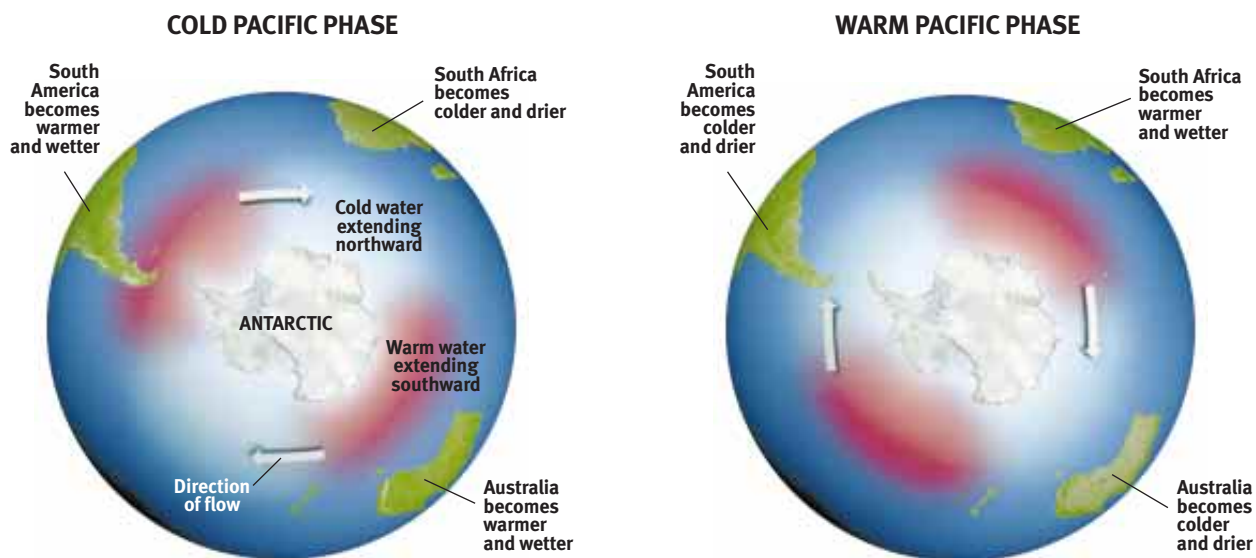 COLD PACIFIC PHASE
South
America
becomes
warmer
and wetter
South Africa
becomes
colder and drier
Cold water
extending
northward
ANTARCTIC
Warm water
extending
southward
Direction
of flow
Australia
becomes
warmer
and wetter
WARM PACIFIC PHASE
South
America
becomes
colder
and drier
South Africa
becomes
warmer
and wetter
Australia
becomes
colder
and drier